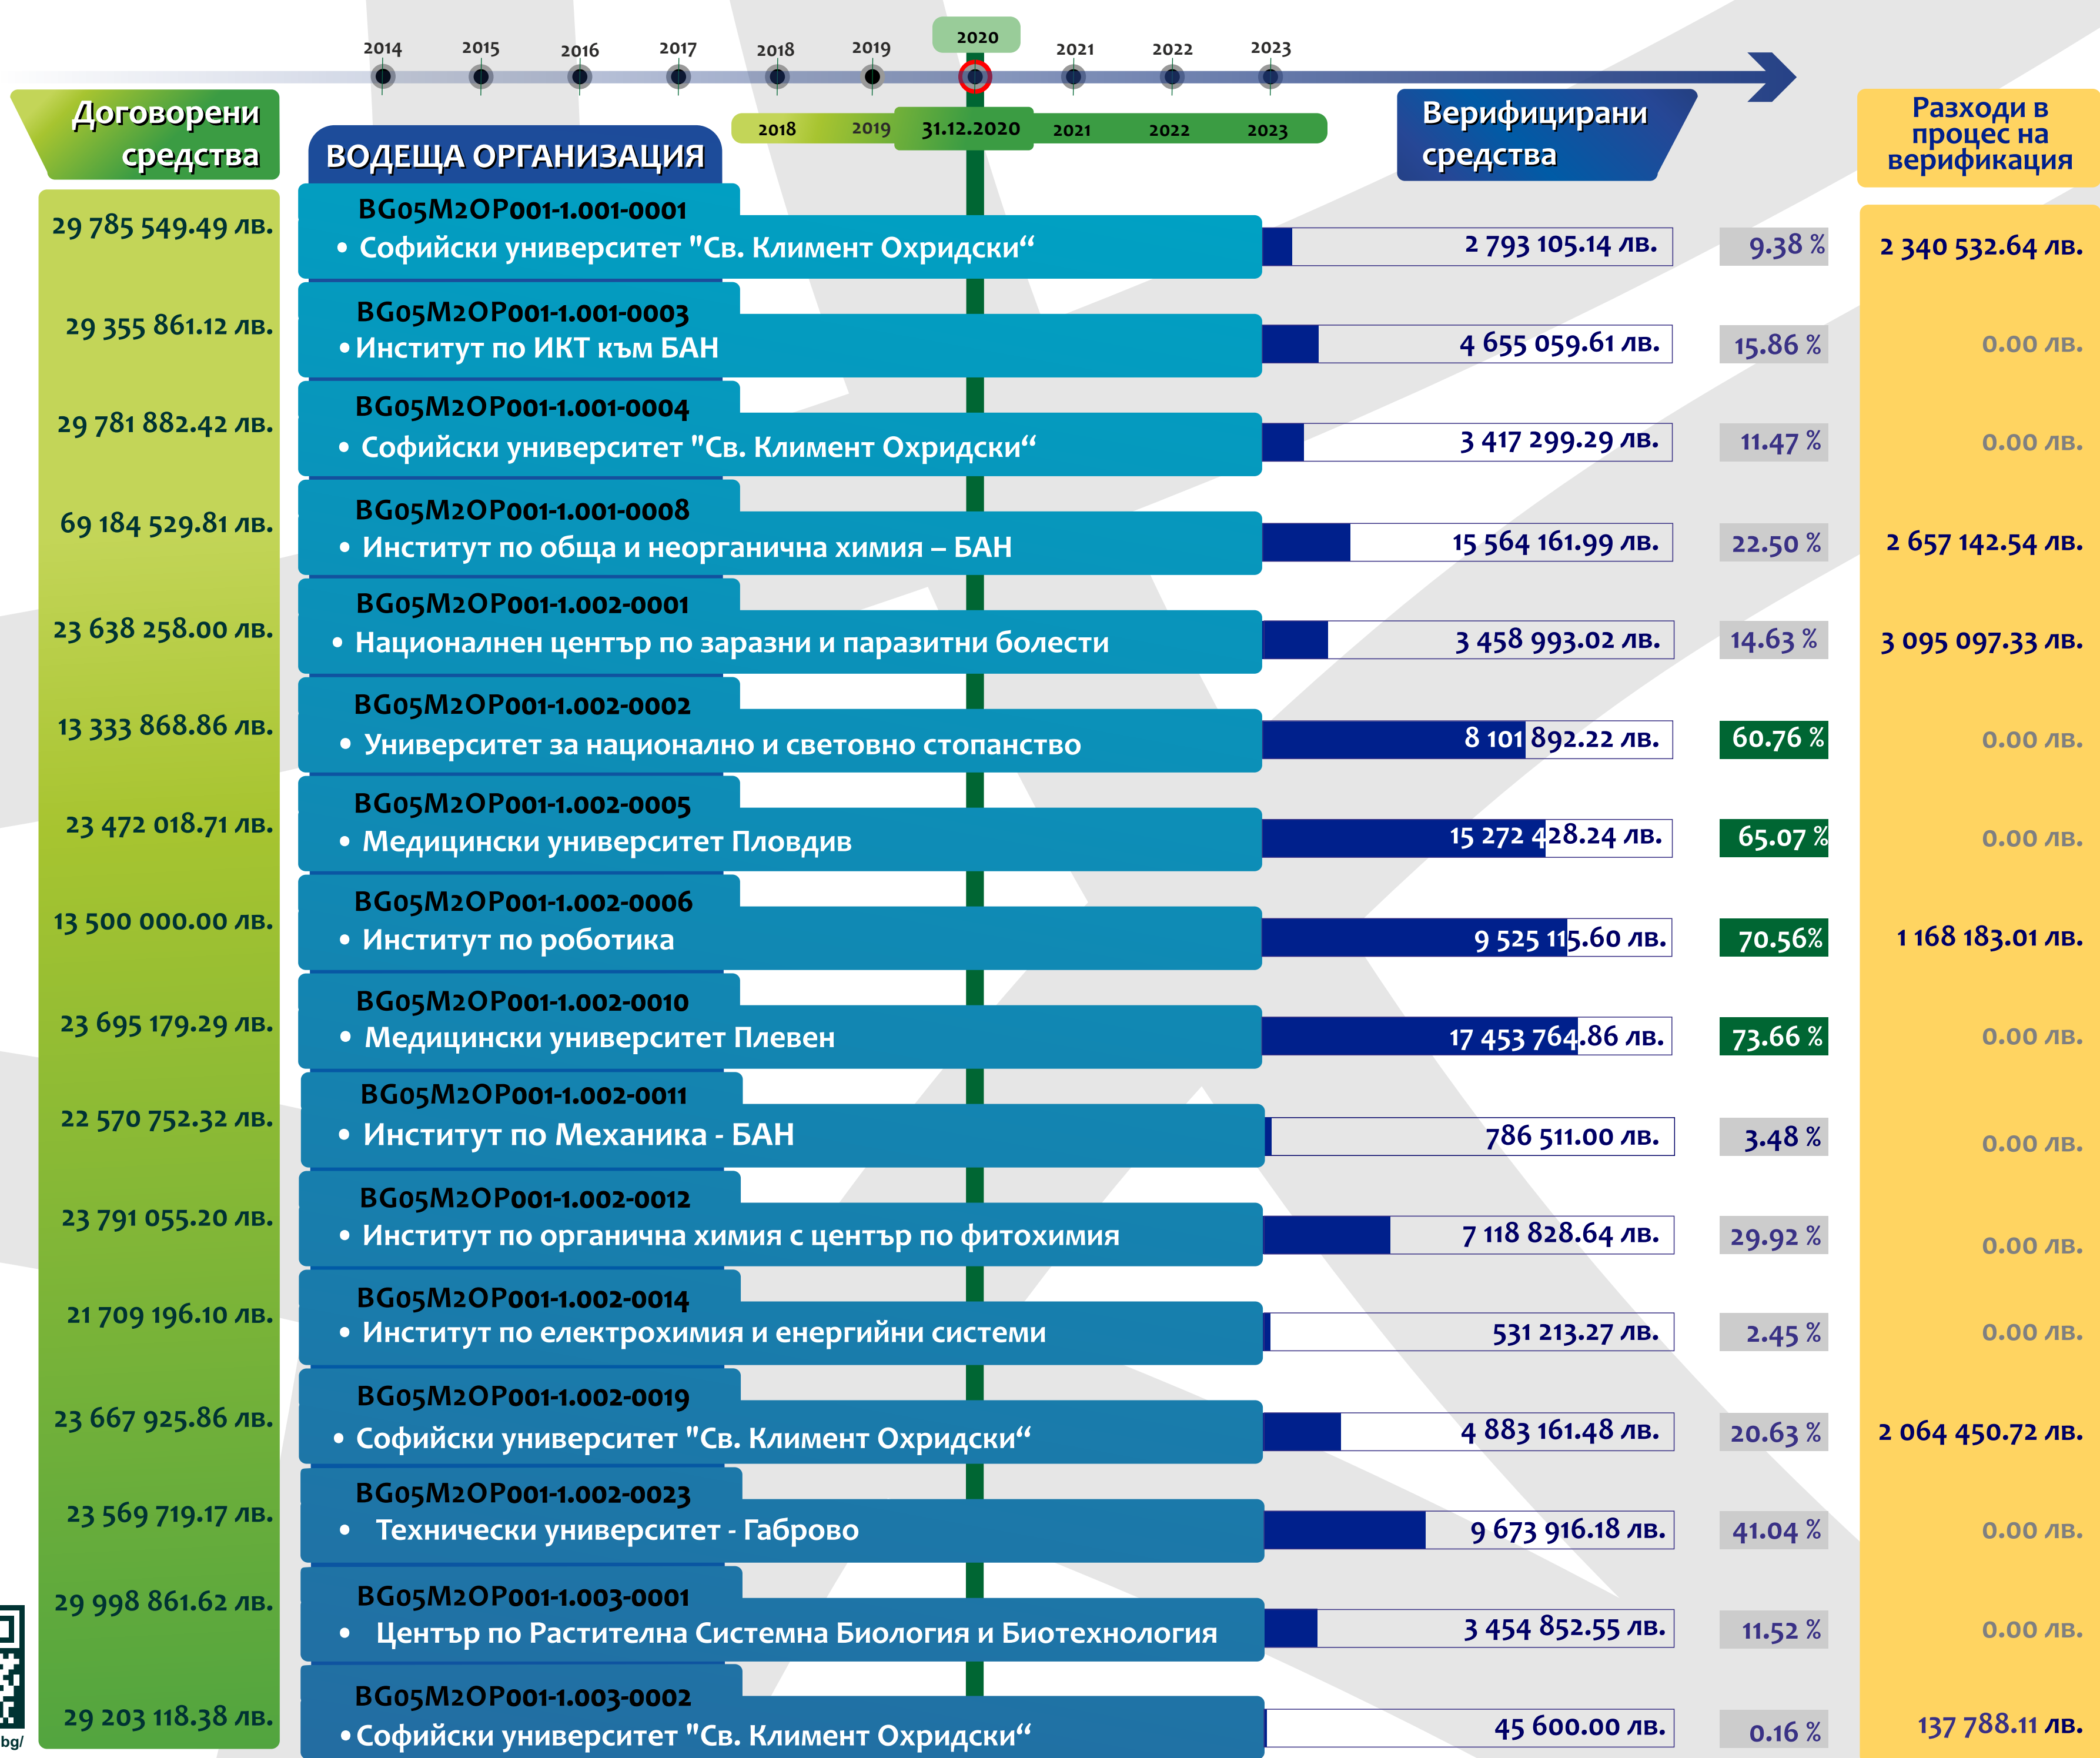 2014 2015 2016 2017 2018 2019 2020 2021 2022 2023
Договорени
средства
ВОДЕЩА ОРГАНИЗАЦИЯ
2018 2019 31.12.2020 2021 2022 2023
Верифицирани
средства
Разходи в
процес на
верификация
BG05M2OP001-1.001-0001
29 785 549.49 лв. • Софийски университет "Св. Климент Охридски“ 2 793 105.14 лв. 9.38 % 2 340 532.64 лв.
BG05M2OP001-1.001-0003
29 355 861.12 лв. •Институт по ИКТ към БАН 4 655 059.61 лв. 15.86 % 0.00 лв.
BG05M2OP001-1.001-0004
29 781 882.42 лв. • Софийски университет "Св. Климент Охридски“ 3 417 299.29 лв. 11.47 % 0.00 лв.
BG05M2OP001-1.001-0008
69 184 529.81 лв. • Институт по обща и неорганична химия – БАН 15 564 161.99 лв. 22.50 % 2 657 142.54 лв.
BG05M2OP001-1.002-0001
23 638 258.00 лв. • Националнен център по заразни и паразитни болести 3 458 993.02 лв. 14.63 % 3 095 097.33 лв.
BG05M2OP001-1.002-0002
13 333 868.86 лв. • Университет за национално и световно стопанство 8 101 892.22 лв. 60.76 % 0.00 лв.
BG05M2OP001-1.002-0005
23 472 018.71 лв. • Медицински университет Пловдив 15 272 428.24 лв. 65.07 % 0.00 лв.
BG05M2OP001-1.002-0006
13 500 000.00 лв. • Институт по роботика 9 525 115.60 лв. 70.56% 1 168 183.01 лв.
BG05M2OP001-1.002-0010
23 695 179.29 лв. • Медицински университет Плевен 17 453 764.86 лв. 73.66 % 0.00 лв.
BG05M2OP001-1.002-0011
22 570 752.32 лв. • Институт по Механика - БАН 786 511.00 лв. 3.48 % 0.00 лв.
BG05M2OP001-1.002-0012
23 791 055.20 лв. • Институт по органична химия с център по фитохимия 7 118 828.64 лв. 29.92 % 0.00 лв.
BG05M2OP001-1.002-0014
21 709 196.10 лв. • Институт по електрохимия и енергийни системи 531 213.27 лв. 2.45 % 0.00 лв.
BG05M2OP001-1.002-0019
23 667 925.86 лв. • Софийски университет "Св. Климент Охридски“ 4 883 161.48 лв. 20.63 % 2 064 450.72 лв.
BG05M2OP001-1.002-0023
23 569 719.17 лв. • Технически университет - Габрово 9 673 916.18 лв. 41.04 % 0.00 лв.
BG05M2OP001-1.003-0001
29 998 861.62 лв. • Център по Растителна Системна Биология и Биотехнология 3 454 852.55 лв. 11.52 % 0.00 лв.
BG05M2OP001-1.003-0002
29 203 118.38 лв. •Софийски университет "Св. Климент Охридски“ 45 600.00 лв. 0.16 % 137 788.11 лв.
bg/